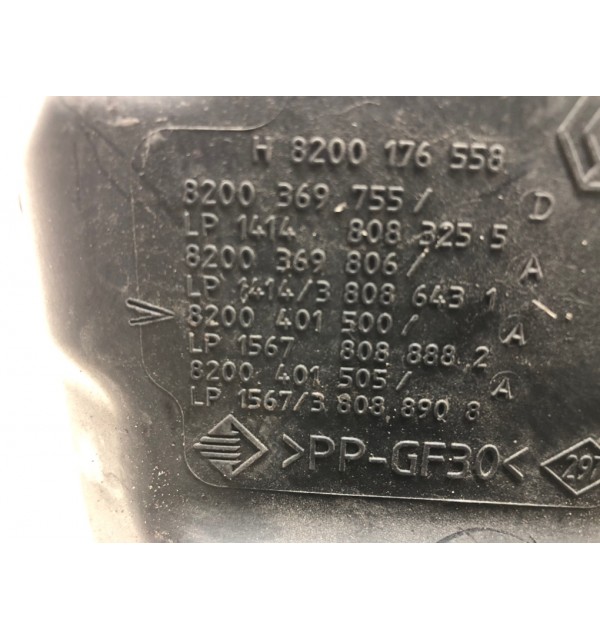 H 8200 176 558
8200 369 755/ D
LP 1414 808 325 5
8200 369 806/ A
LP 1414/3 808 643 1
8200 401 500/ A
LP 1567 808 888.2
8200 401 505/ A
LP 1567/3 808 890 8
>PP-GF30<
297